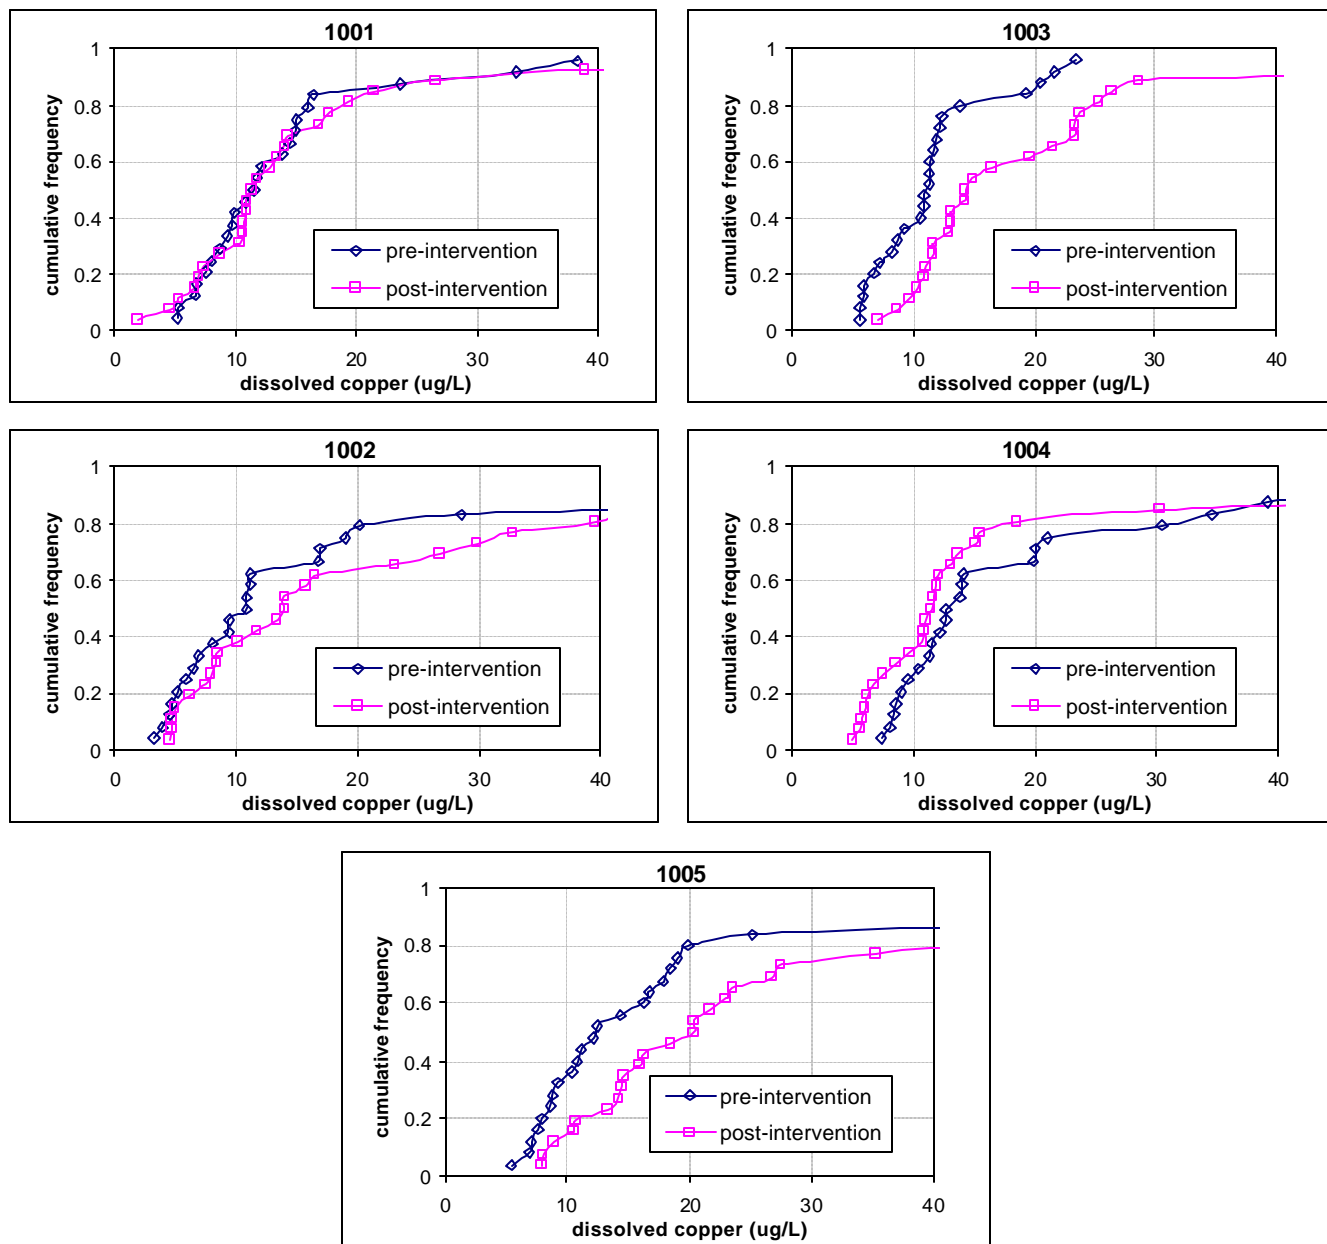 1001
cumulative frequency
1
0.8
0.6
0.4
0.2
0
0 10 20 30 40
dissolved copper (ug/L)
pre-intervention
post-intervention
1003
cumulative frequency
1
0.8
0.6
0.4
0.2
0
0 10 20 30 40
dissolved copper (ug/L)
pre-intervention
post-intervention
1002
cumulative frequency
1
0.8
0.6
0.4
0.2
0
0 10 20 30 40
dissolved copper (ug/L)
pre-intervention
post-intervention
1004
cumulative frequency
1
0.8
0.6
0.4
0.2
0
0 10 20 30 40
dissolved copper (ug/L)
pre-intervention
post-intervention
1005
cumulative frequency
1
0.8
0.6
0.4
0.2
0
0 10 20 30 40
dissolved copper (ug/L)
pre-intervention
post-intervention